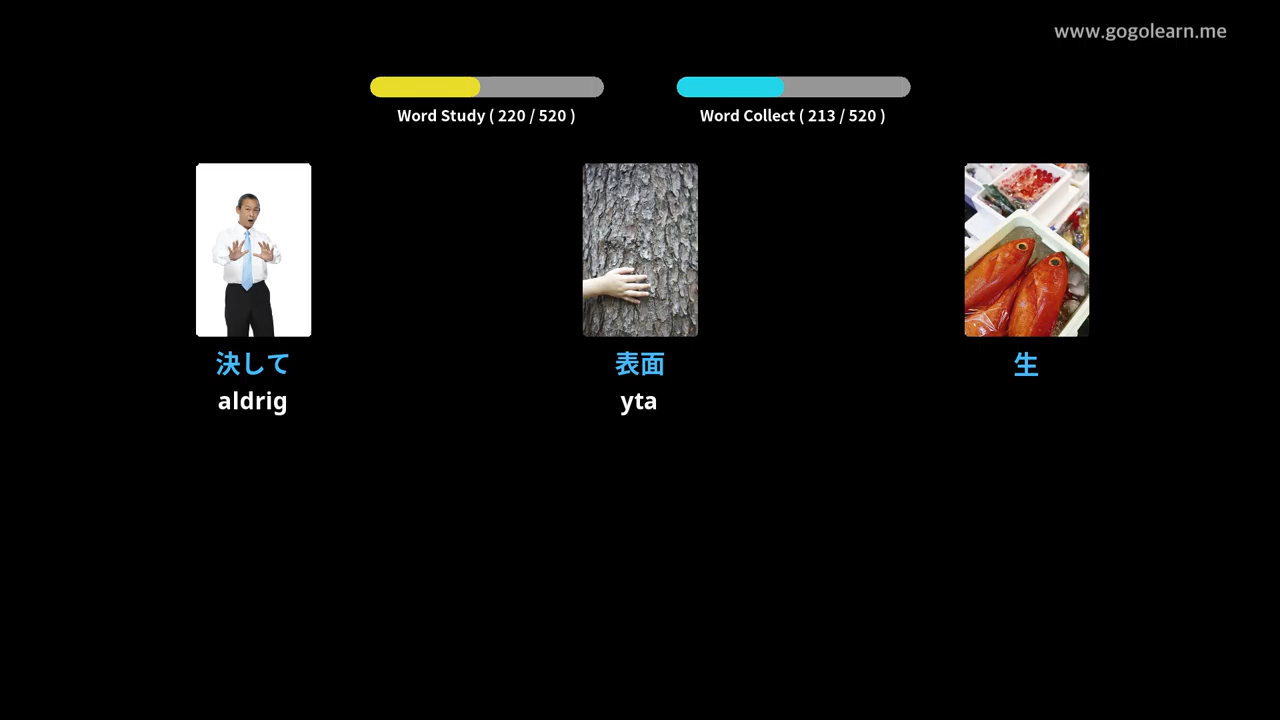 www.gogolearn.me
Word Study ( 220 / 520 )
Word Collect ( 213 / 520 )
決して
aldrig
表面
yta
生